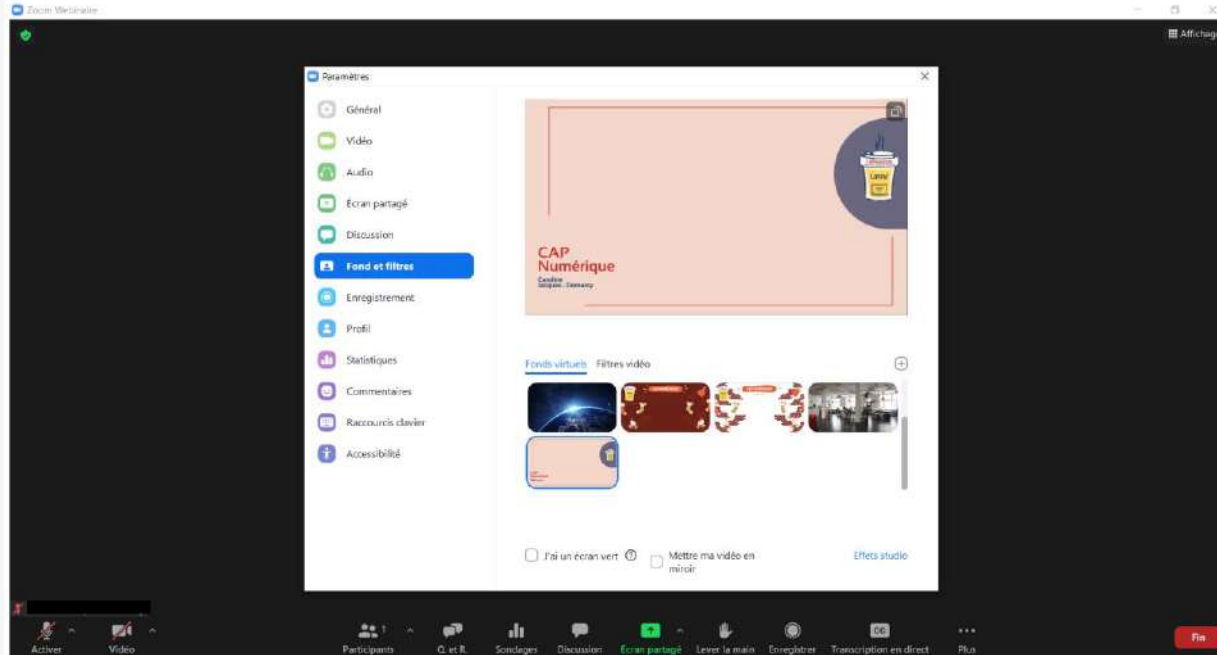 Zoom Webinaire
Affichage
Paramètres
Général
Vidéo
Audio
Écran partagé
Discussion
Fond et filtres
Enregistrement
Profil
Statistiques
Commentaires
Raccourcis clavier
Accessibilité
CAP
Numérique
Fonds virtuels Filtres vidéo
J'ai un écran vert
Mettre ma vidéo en
miroir
Effets studio
Activer
Vidéo
Participants
1
Q. et R.
Sondages
Discussion
Écran partagé
Lever la main
Enregistrer
CC
Transcription en direct
Plus
Fin